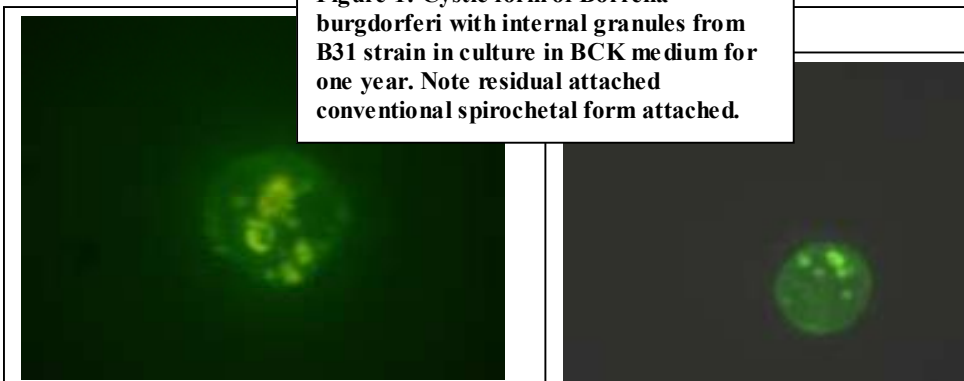 Figure 1: Cystic form of Borrelia
burgdorferi with internal granules from
B31 strain in culture in BCK medium for
one year. Note residual attached
conventional spirochetal form attached.